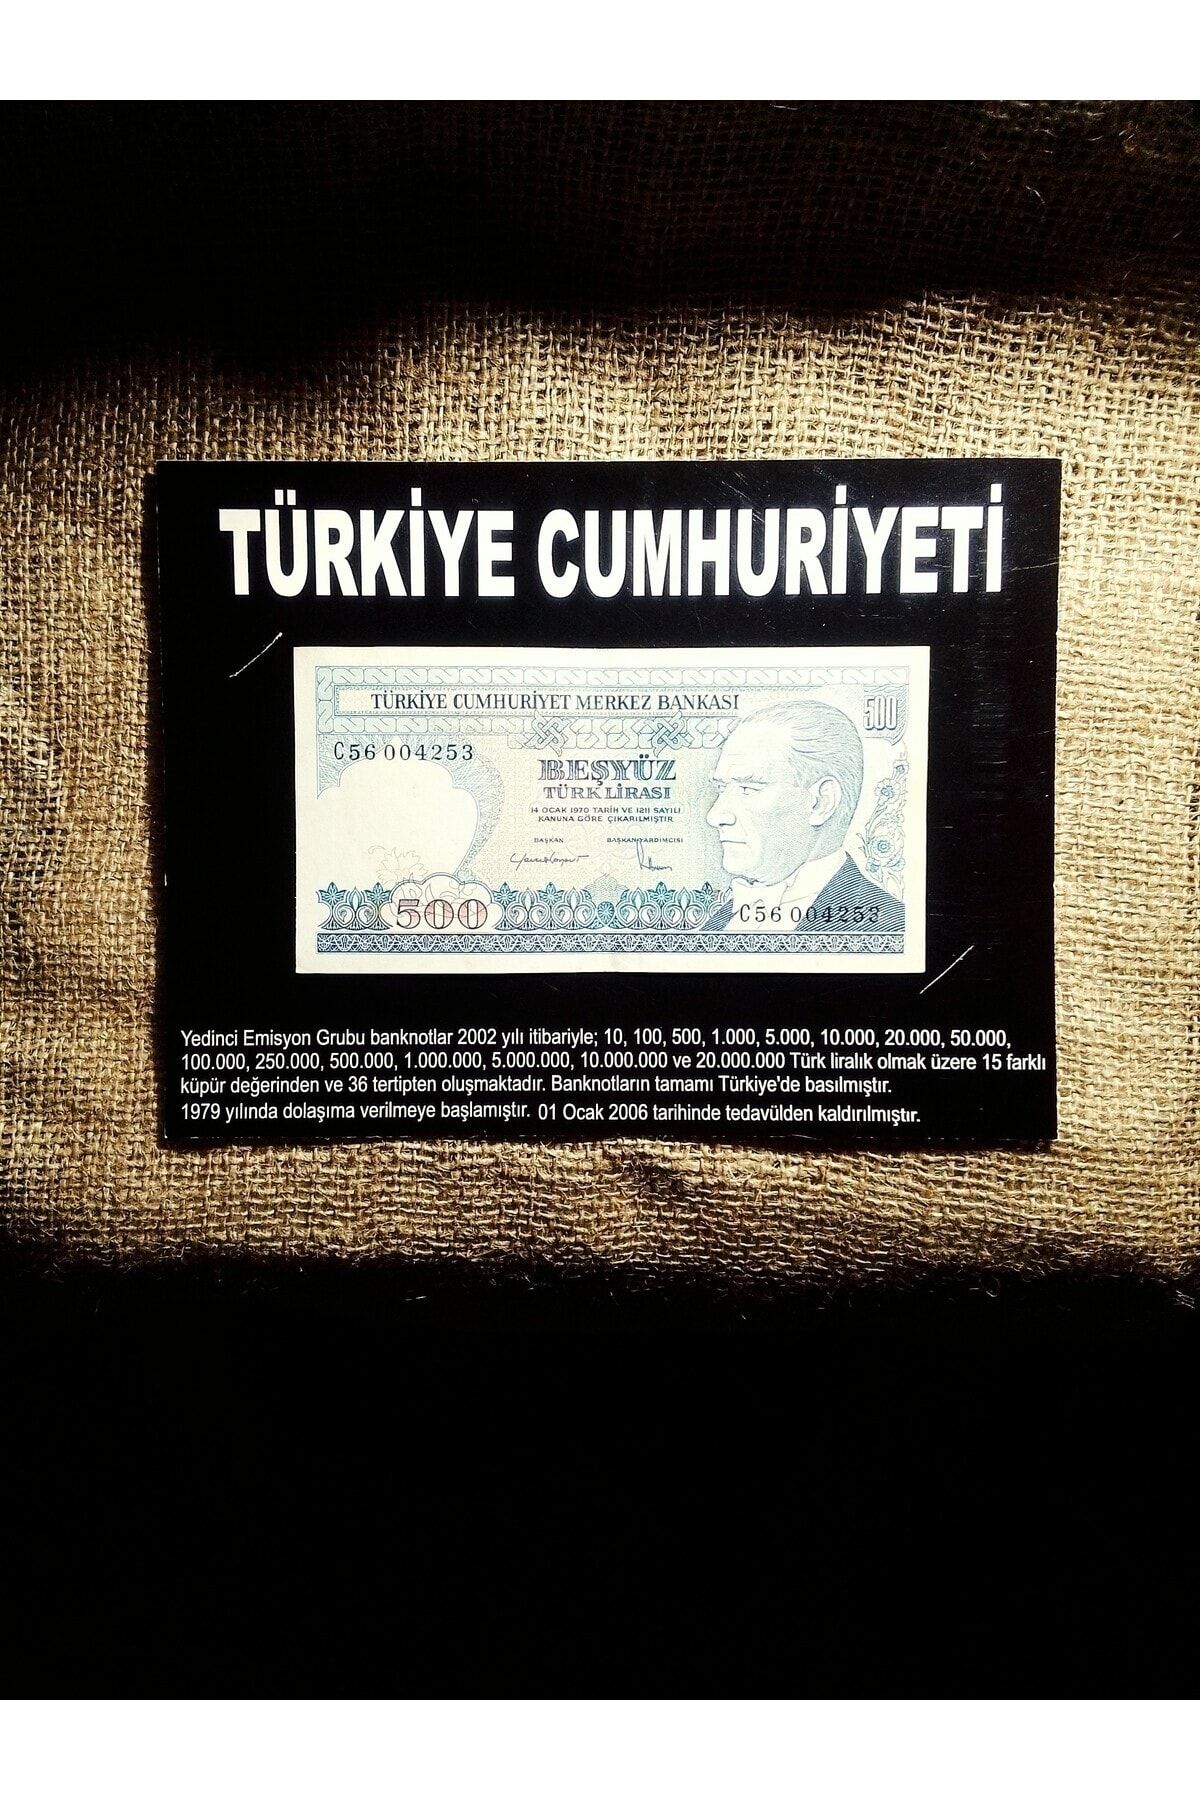 TÜRKİYE CUMHURİYETİ
TÜRKİYE CUMHURİYET MERKEZ BANKASI
500
C56 004253
BEŞYÜZ
TÜRK LİRASI
14 OCAK 1970 TARİH VE 1211 SAYILI
KANUNA GÖRE ÇIKARILMIŞTIR
BAŞKAN BAŞKAN YARDIMCISI
500
C56 004253
Yedinci Emisyon Grubu banknotlar 2002 yılı itibariyle; 10, 100, 500, 1.000, 5.000, 10.000, 20.000, 50.000,
100.000, 250.000, 500.000, 1.000.000, 5.000.000, 10.000.000 ve 20.000.000 Türk liralık olmak üzere 15 farklı
küpür değerinden ve 36 tertipten oluşmaktadır. Banknotların tamamı Türkiye'de basılmıştır.
1979 yılında dolaşıma verilmeye başlamıştır. 01 Ocak 2006 tarihinde tedavülden kaldırılmıştır.